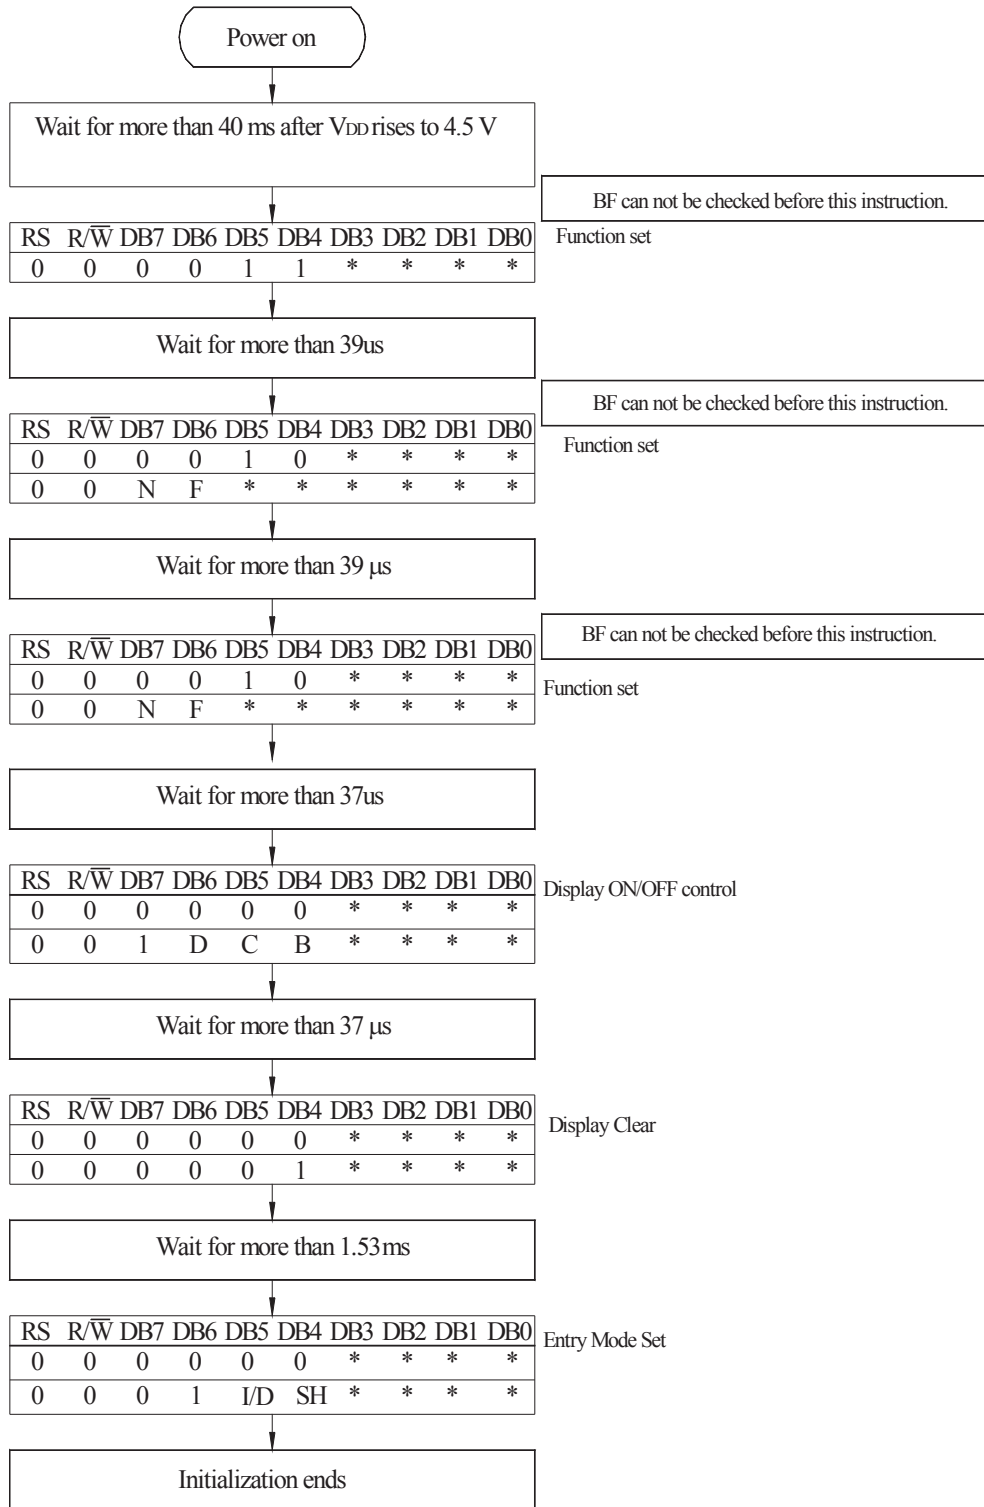 Power on
Wait for more than 40 ms after VDD rises to 4.5 V
BF can not be checked before this instruction.
RS R/W̅ DB7 DB6 DB5 DB4 DB3 DB2 DB1 DB0
Function set
0 0 0 0 1 1 * * * *
Wait for more than 39us
BF can not be checked before this instruction.
RS R/W̅ DB7 DB6 DB5 DB4 DB3 DB2 DB1 DB0
Function set
0 0 0 0 1 0 * * * *
0 0 N F * * * * * *
Wait for more than 39 μs
BF can not be checked before this instruction.
RS R/W̅ DB7 DB6 DB5 DB4 DB3 DB2 DB1 DB0
0 0 0 0 1 0 * * * *
Function set
0 0 N F * * * * * *
Wait for more than 37us
RS R/W̅ DB7 DB6 DB5 DB4 DB3 DB2 DB1 DB0
Display ON/OFF control
0 0 0 0 0 0 * * * *
0 0 1 D C B * * * *
Wait for more than 37 μs
RS R/W̅ DB7 DB6 DB5 DB4 DB3 DB2 DB1 DB0
Display Clear
0 0 0 0 0 0 * * * *
0 0 0 0 0 1 * * * *
Wait for more than 1.53ms
RS R/W̅ DB7 DB6 DB5 DB4 DB3 DB2 DB1 DB0
Entry Mode Set
0 0 0 0 0 0 * * * *
0 0 0 1 I/D SH * * * *
Initialization ends